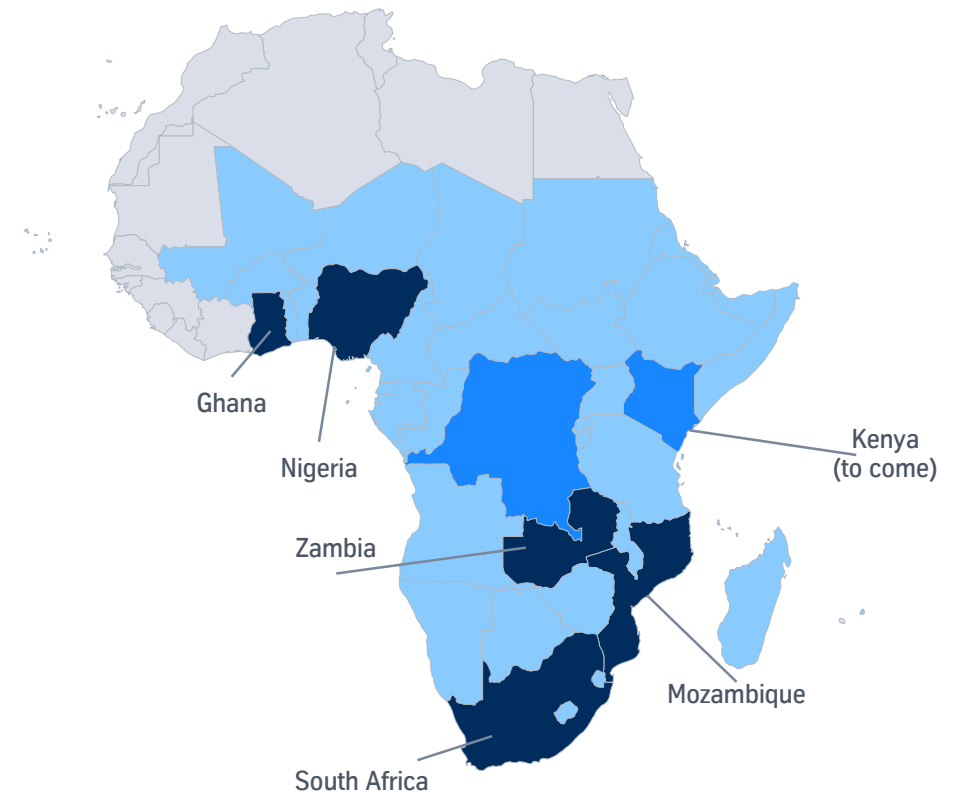 Ghana
Nigeria
Kenya
(to come)
Zambia
Mozambique
South Africa